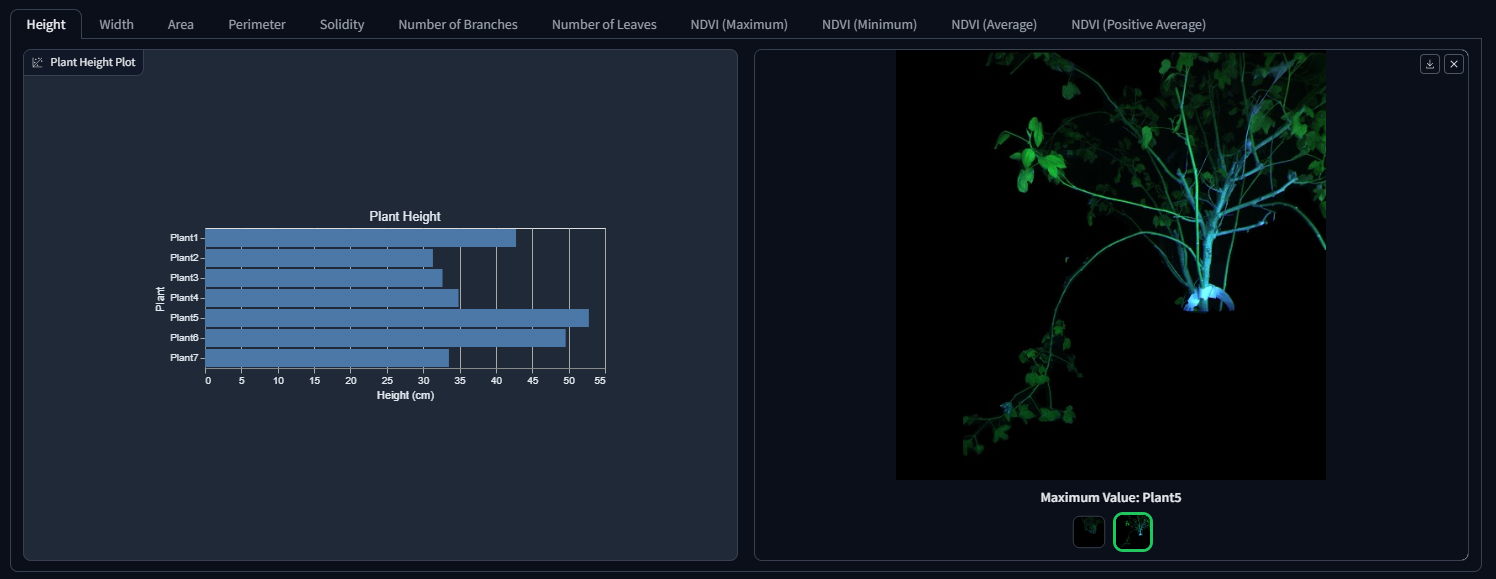 Height Width Area Perimeter Solidity Number of Branches Number of Leaves NDVI (Maximum) NDVI (Minimum) NDVI (Average) NDVI (Positive Average)
Plant Height Plot
Plant Height
Plant
Plant1
Plant2
Plant3
Plant4
Plant5
Plant6
Plant7
0 5 10 15 20 25 30 35 40 45 50 55
Height (cm)
Maximum Value: Plant5